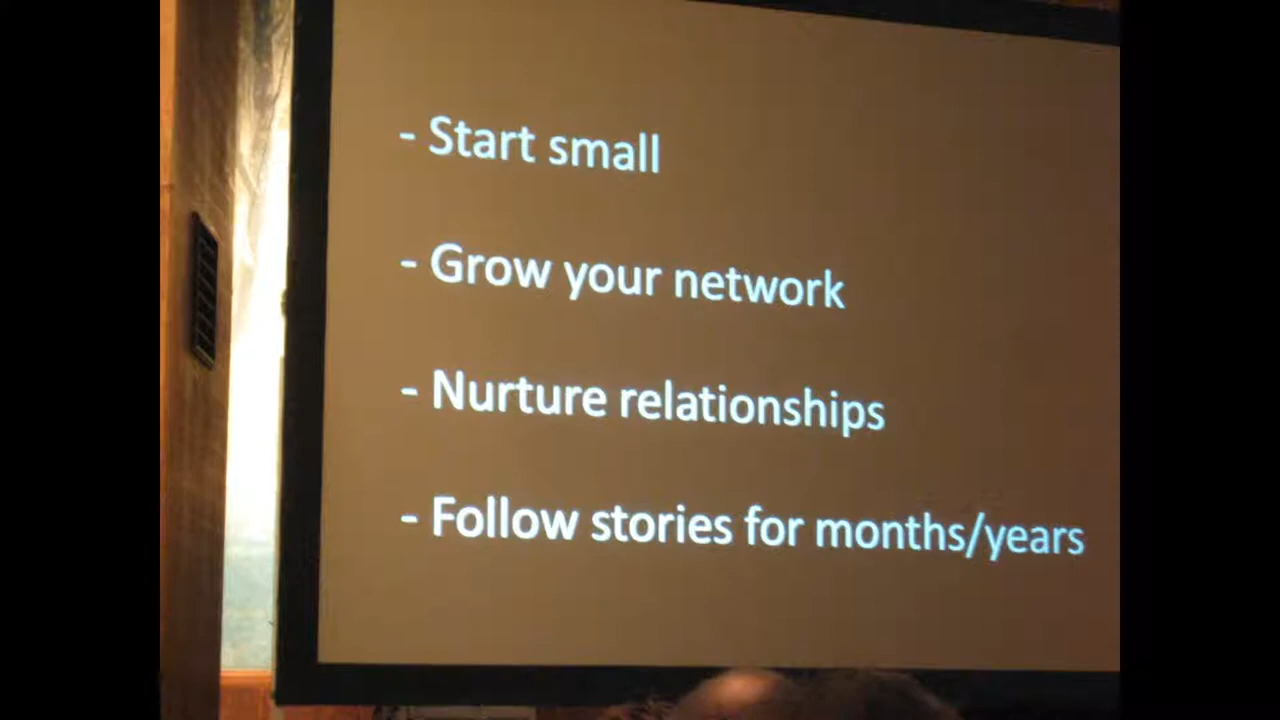 - Start small
- Grow your network
- Nurture relationships
- Follow stories for months/years